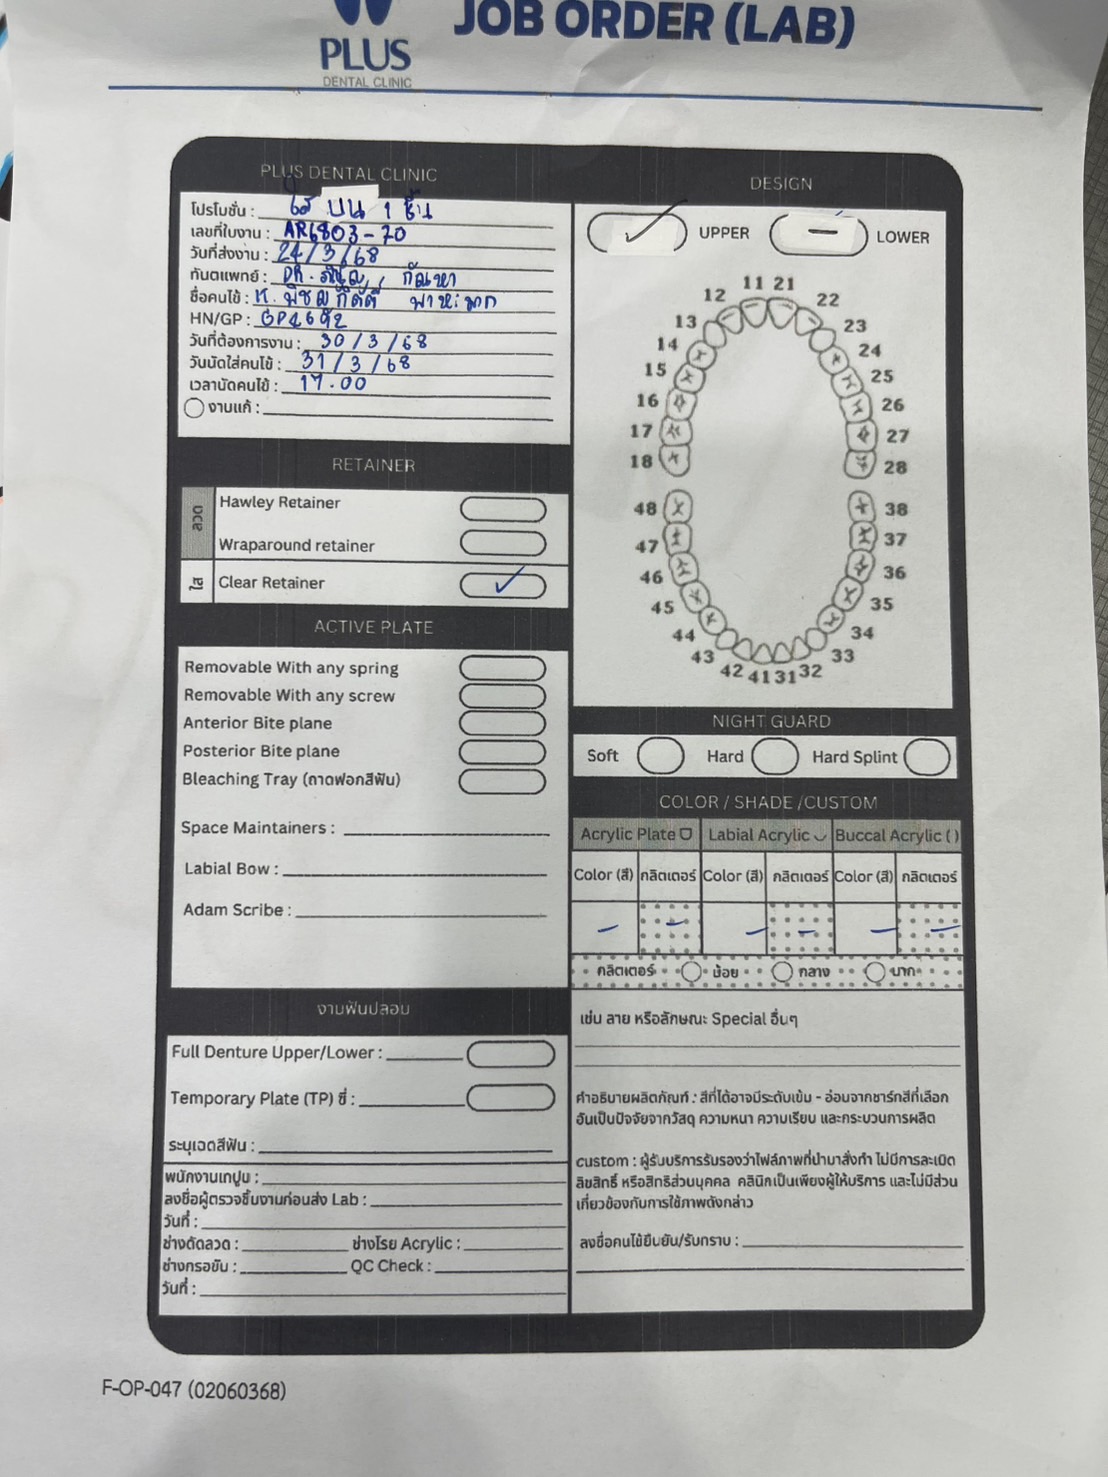 JOB ORDER (LAB)
PLUS
DENTAL CLINIC
PLUS DENTAL CLINIC
โปรโมชั่น : ใส บน 1 ชิ้น
เลขที่ใบงาน : AR6803-70
วันที่ส่งงาน : 24/3/68
ทันตแพทย์ : DR. กัณหา
ชื่อคนไข้ : K.
HN/GP : GP4692
วันที่ต้องการงาน : 30/3/68
วันนัดใส่คนไข้ : 31/3/68
เวลานัดคนไข้ : 17.00
งานแก้ :
RETAINER
ลวด
Hawley Retainer
Wraparound retainer
ใส
Clear Retainer ✓
ACTIVE PLATE
Removable With any spring
Removable With any screw
Anterior Bite plane
Posterior Bite plane
Bleaching Tray (ถาดฟอกสีฟัน)
Space Maintainers :
Labial Bow :
Adam Scribe :
งานฟันปลอม
Full Denture Upper/Lower :
Temporary Plate (TP) ซี่ :
ระบุเฉดสีฟัน :
พนักงานเทปูน :
ลงชื่อผู้ตรวจชิ้นงานก่อนส่ง Lab :
วันที่ :
ช่างดัดลวด : ช่างโรย Acrylic :
ช่างกรอขัน : QC Check :
วันที่ :
DESIGN
✓ UPPER – LOWER
11 21
12 22
13 23
14 24
15 25
16 26
17 27
18 28
48 38
47 37
46 36
45 35
44 34
43 33
42 41 31 32
NIGHT GUARD
Soft Hard Hard Splint
COLOR / SHADE /CUSTOM
Acrylic Plate Labial Acrylic Buccal Acrylic ( )
Color (สี) กลิตเตอร์ Color (สี) กลิตเตอร์ Color (สี) กลิตเตอร์
– – – – – –
กลิตเตอร์ น้อย กลาง มาก
เช่น ลาย หรือลักษณะ Special อื่นๆ
คำอธิบายผลิตภัณฑ์ : สีที่ได้อาจมีระดับเข้ม - อ่อนจากชาร์ทสีที่เลือก
อันเป็นปัจจัยจากวัสดุ ความหนา ความเรียบ และกระบวนการผลิต
custom : ผู้รับบริการรับรองว่าไฟล์ภาพที่นำมาสั่งทำ ไม่มีการละเมิด
ลิขสิทธิ์ หรือสิทธิส่วนบุคคล คลินิกเป็นเพียงผู้ให้บริการ และไม่มีส่วน
เกี่ยวข้องกับการใช้ภาพดังกล่าว
ลงชื่อคนไข้ยืนยัน/รับทราบ :
F-OP-047 (02060368)